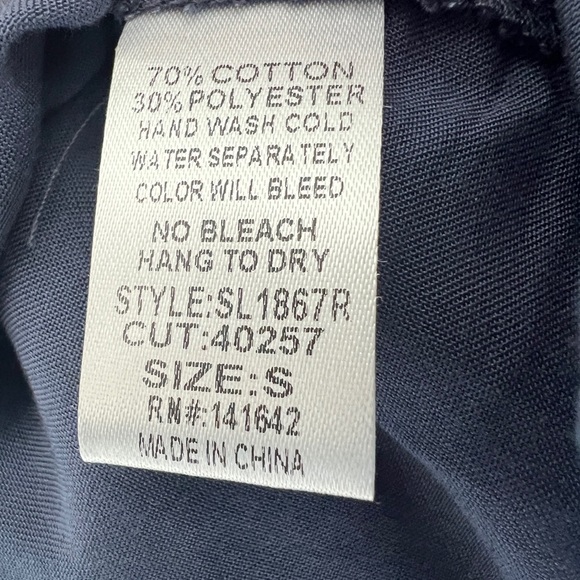 70% COTTON
30% POLYESTER
HAND WASH COLD
WATER SEPARATELY
COLOR WILL BLEED
NO BLEACH
HANG TO DRY
STYLE:SL1867R
CUT:40257
SIZE:S
RN#:141642
MADE IN CHINA